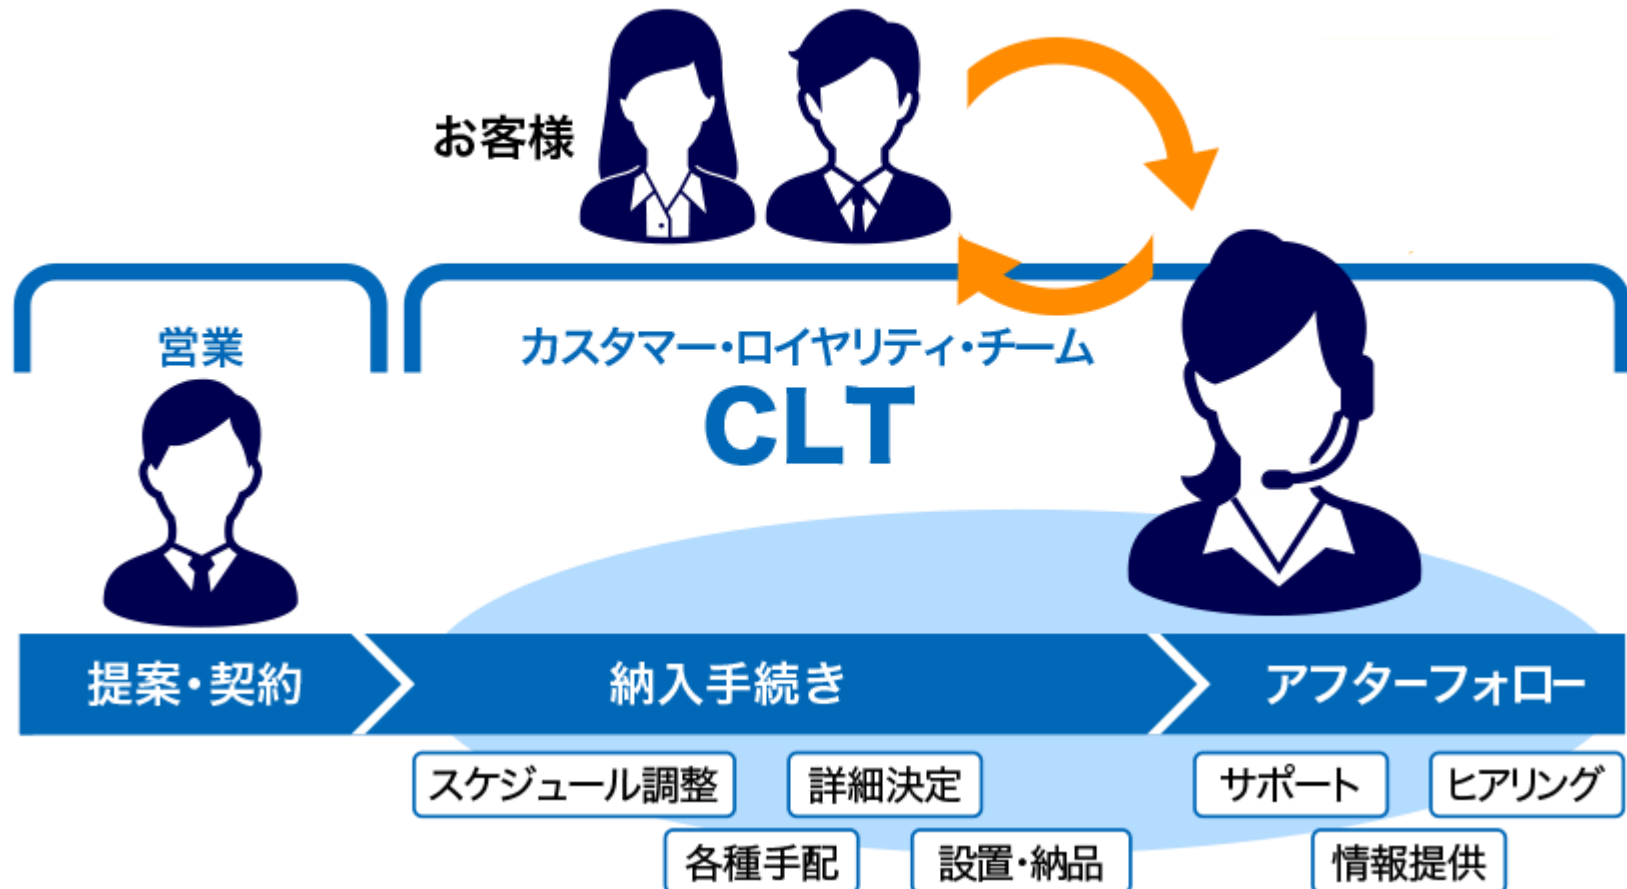 お客様
営業
カスタマー・ロイヤリティ・チーム
CLT
提案・契約
納入手続き
アフターフォロー
スケジュール調整
詳細決定
サポート
ヒアリング
各種手配
設置・納品
情報提供